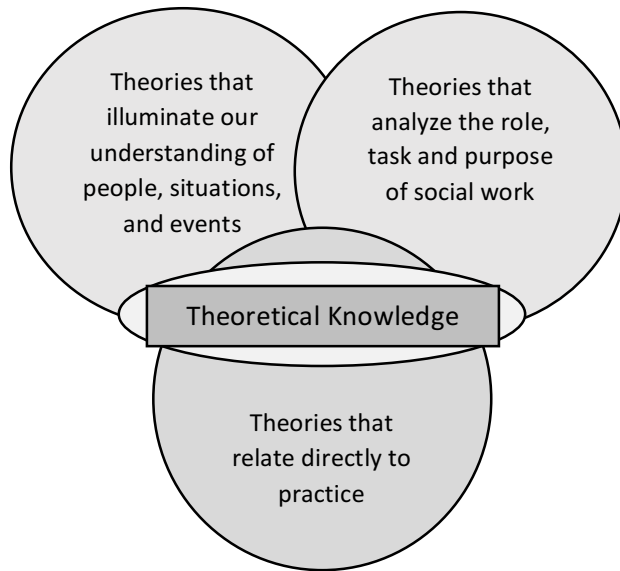 Theories that
illuminate our
understanding of
people, situations,
and events
Theories that
analyze the role,
task and purpose
of social work
Theoretical Knowledge
Theories that
relate directly to
practice